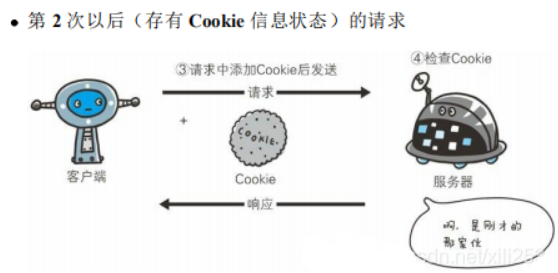 • 第 2 次以后（存有 Cookie 信息状态）的请求
③请求中添加Cookie后发送
④检查Cookie
请求
+
COOKIE
客户端
Cookie
服务器
响应
啊，是刚才的
那家伙